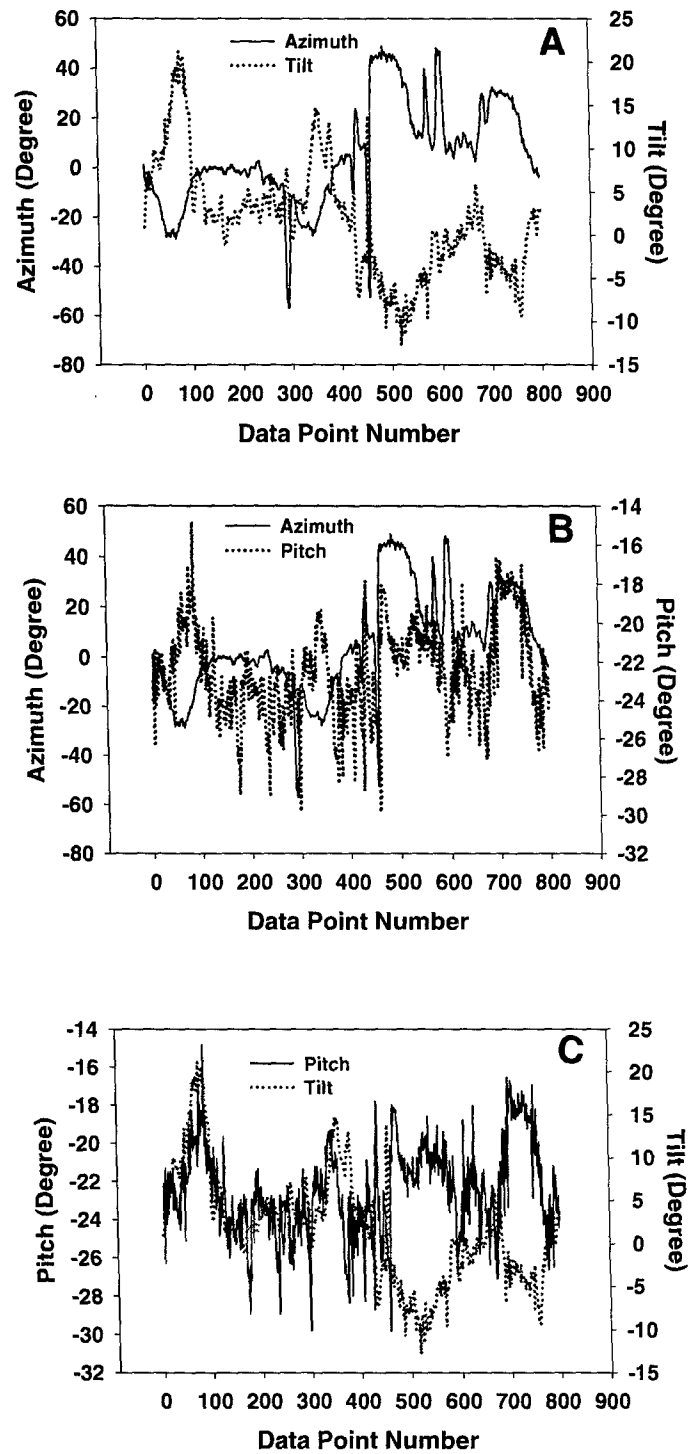 A
Azimuth
Tilt
Azimuth (Degree)
60
40
20
0
-20
-40
-60
-80
25
20
15
10
5
0
-5
-10
-15
Tilt (Degree)
0 100 200 300 400 500 600 700 800 900
Data Point Number
B
Azimuth
Pitch
Azimuth (Degree)
60
40
20
0
-20
-40
-60
-80
-14
-16
-18
-20
-22
-24
-26
-28
-30
-32
Pitch (Degree)
0 100 200 300 400 500 600 700 800 900
Data Point Number
C
Pitch
Tilt
Pitch (Degree)
-14
-16
-18
-20
-22
-24
-26
-28
-30
-32
25
20
15
10
5
0
-5
-10
-15
Tilt (Degree)
0 100 200 300 400 500 600 700 800 900
Data Point Number